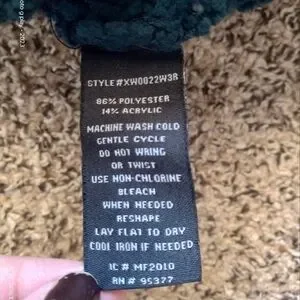 STYLE#XW0022W3R
86% POLYESTER
14% ACRYLIC
MACHINE WASH COLD
GENTLE CYCLE
DO NOT WRING
OR TWIST
USE NON-CHLORINE
BLEACH
WHEN NEEDED
RESHAPE
LAY FLAT TO DRY
COOL IRON IF NEEDED
IC # MF2010
RN # 95377